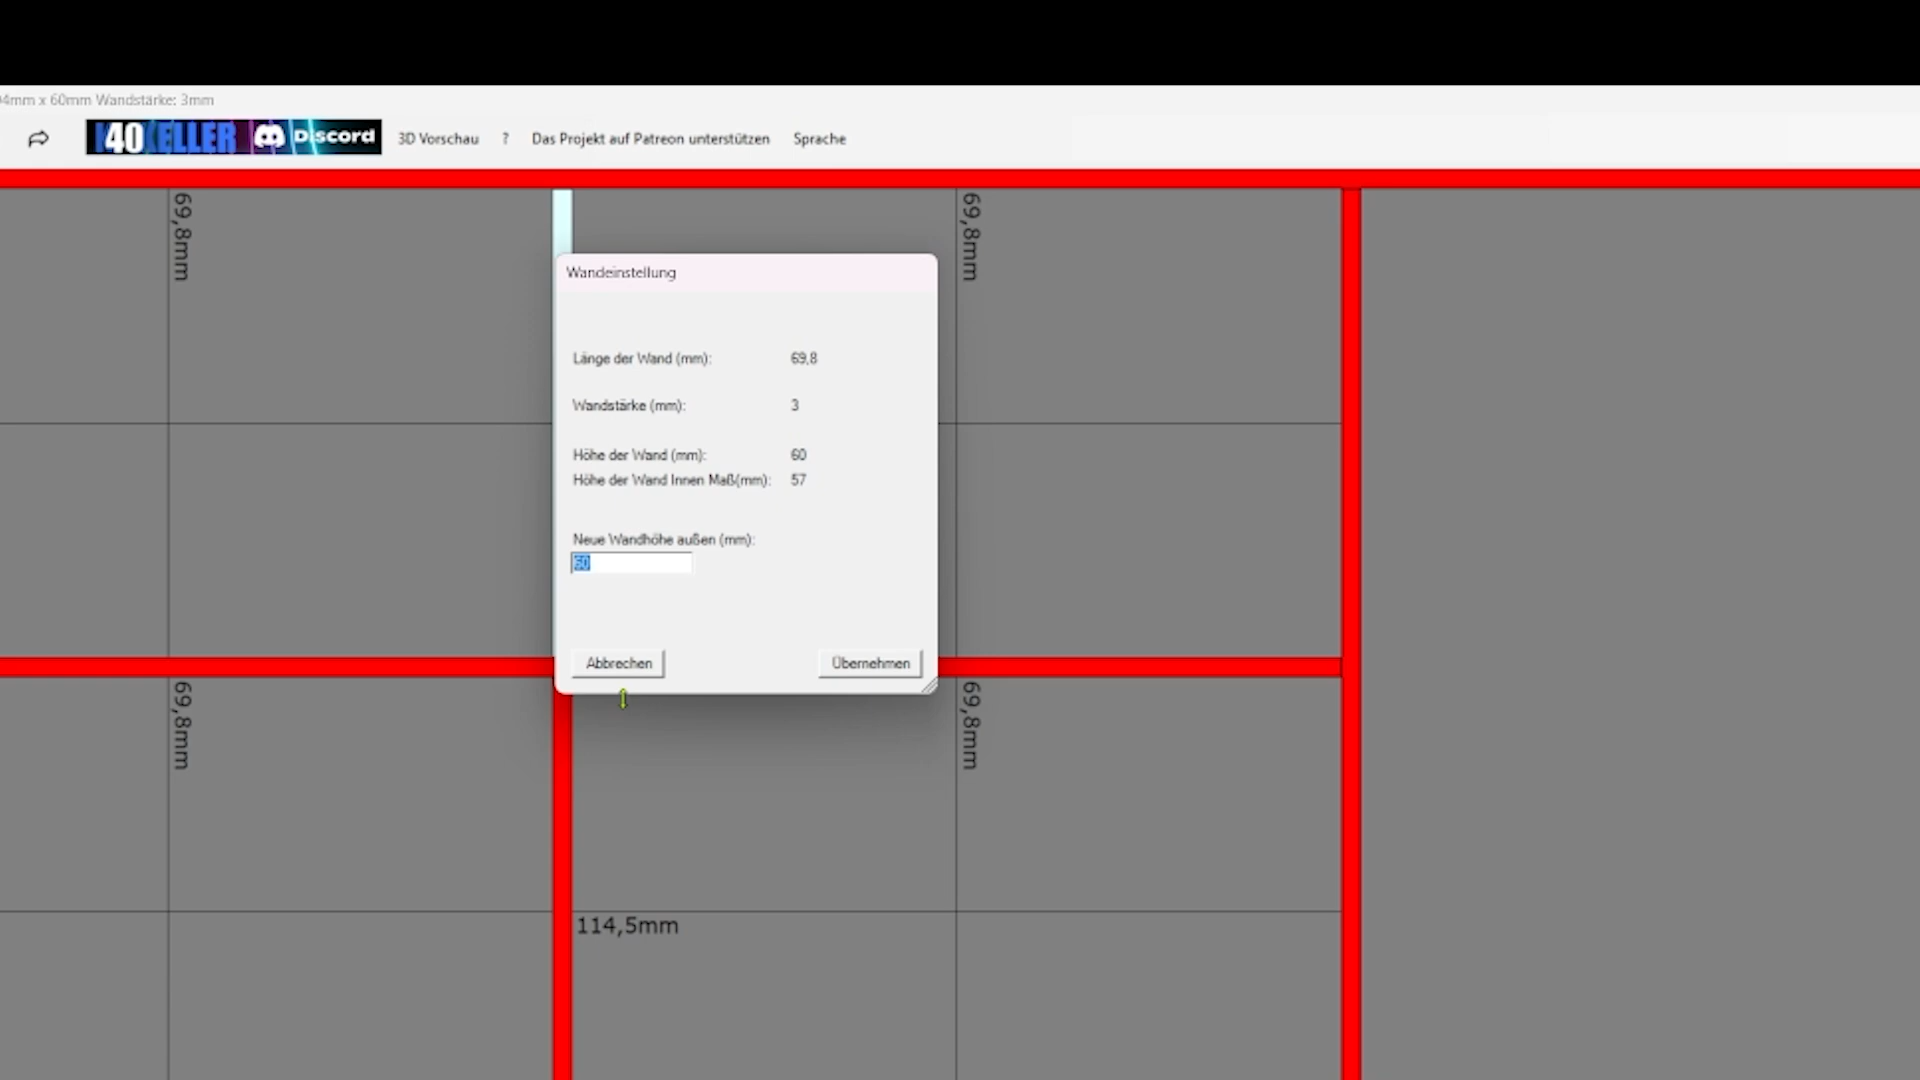 4mm x 60mm Wandstärke: 3mm
K40 KELLER Discord 3D Vorschau ? Das Projekt auf Patreon unterstützen Sprache
69,8mm
69,8mm
Wandeinstellung
Länge der Wand (mm): 69,8
Wandstärke (mm): 3
Höhe der Wand (mm): 60
Höhe der Wand Innen Maß(mm): 57
Neue Wandhöhe außen (mm):
60
Abbrechen Übernehmen
69,8mm
69,8mm
114,5mm